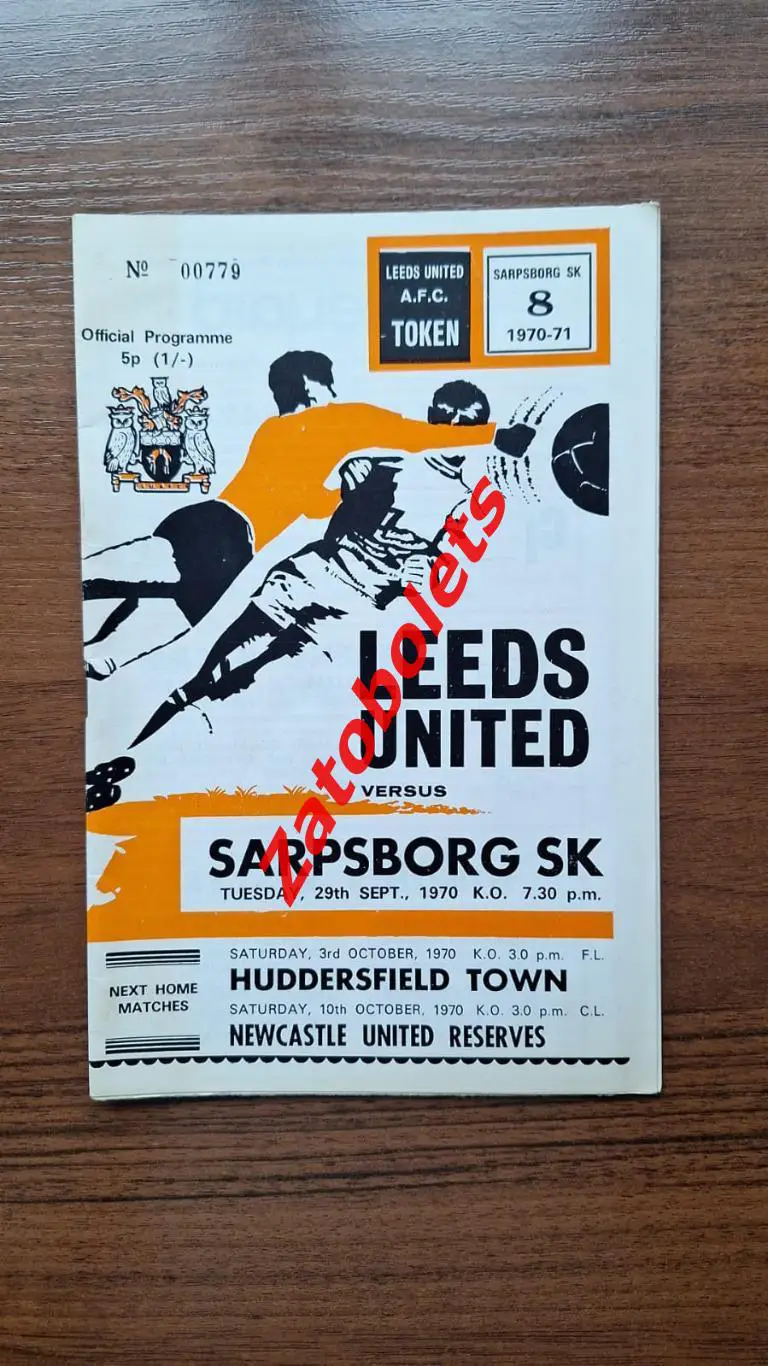 Nº 00779
Official Programme
5p (1/-)
LEEDS UNITED
A.F.C.
TOKEN
SARPSBORG SK
8
1970-71
LEEDS
UNITED
VERSUS
SARPSBORG SK
TUESDAY, 29th SEPT., 1970 K.O. 7.30 p.m.
NEXT HOME
MATCHES
SATURDAY, 3rd OCTOBER, 1970 K.O. 3.0 p.m. F.L.
HUDDERSFIELD TOWN
SATURDAY, 10th OCTOBER, 1970 K.O. 3.0 p.m. C.L.
NEWCASTLE UNITED RESERVES
Zatobolets